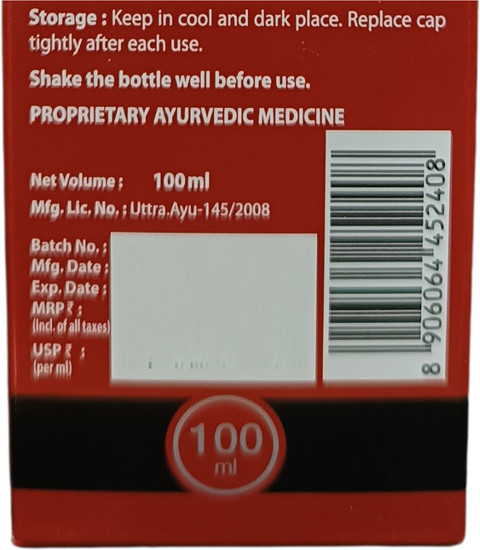 Storage : Keep in cool and dark place. Replace cap
tightly after each use.
Shake the bottle well before use.
PROPRIETARY AYURVEDIC MEDICINE
Net Volume : 100 ml
Mfg. Lic. No. : Uttra.Ayu-145/2008
Batch No. :
Mfg. Date :
Exp. Date :
MRP ₹ :
(Incl. of all taxes)
USP ₹ :
(per ml)
8 906064 452408
100
ml